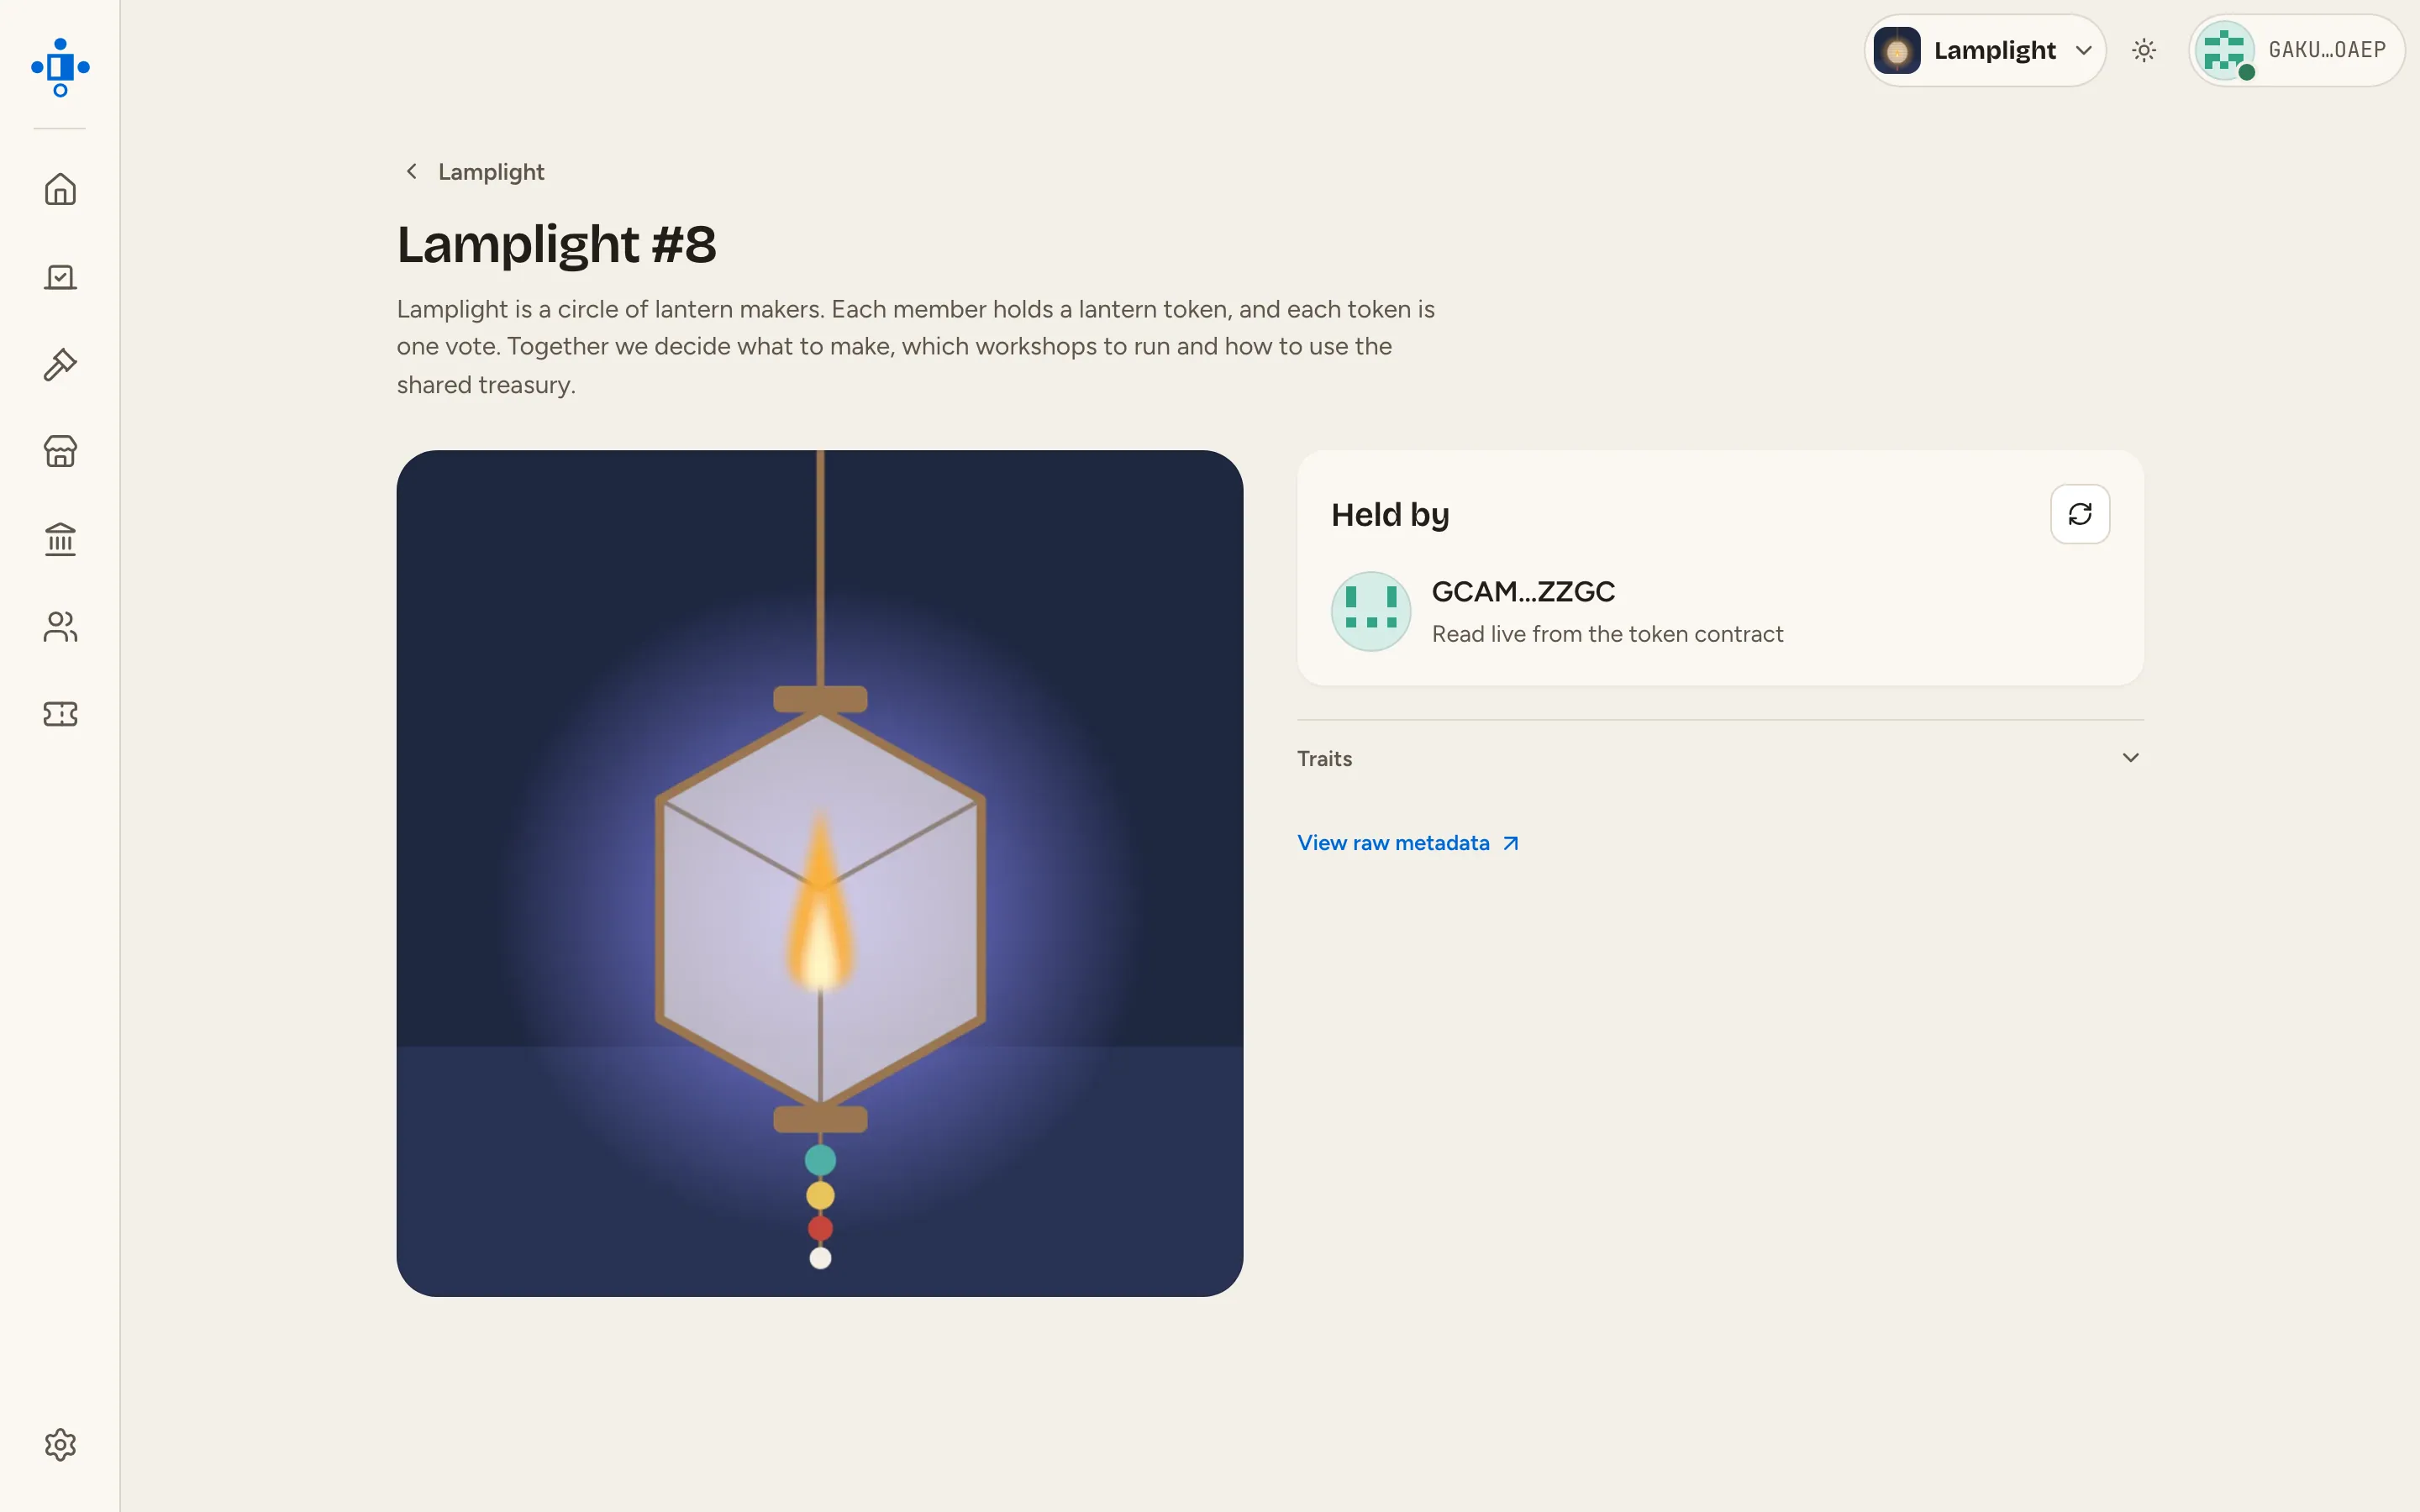 Lamplight
GAKU...OAEP
Lamplight
Lamplight #8
Lamplight is a circle of lantern makers. Each member holds a lantern token, and each token is
one vote. Together we decide what to make, which workshops to run and how to use the
shared treasury.
Held by
GCAM...ZZGC
Read live from the token contract
Traits
View raw metadata